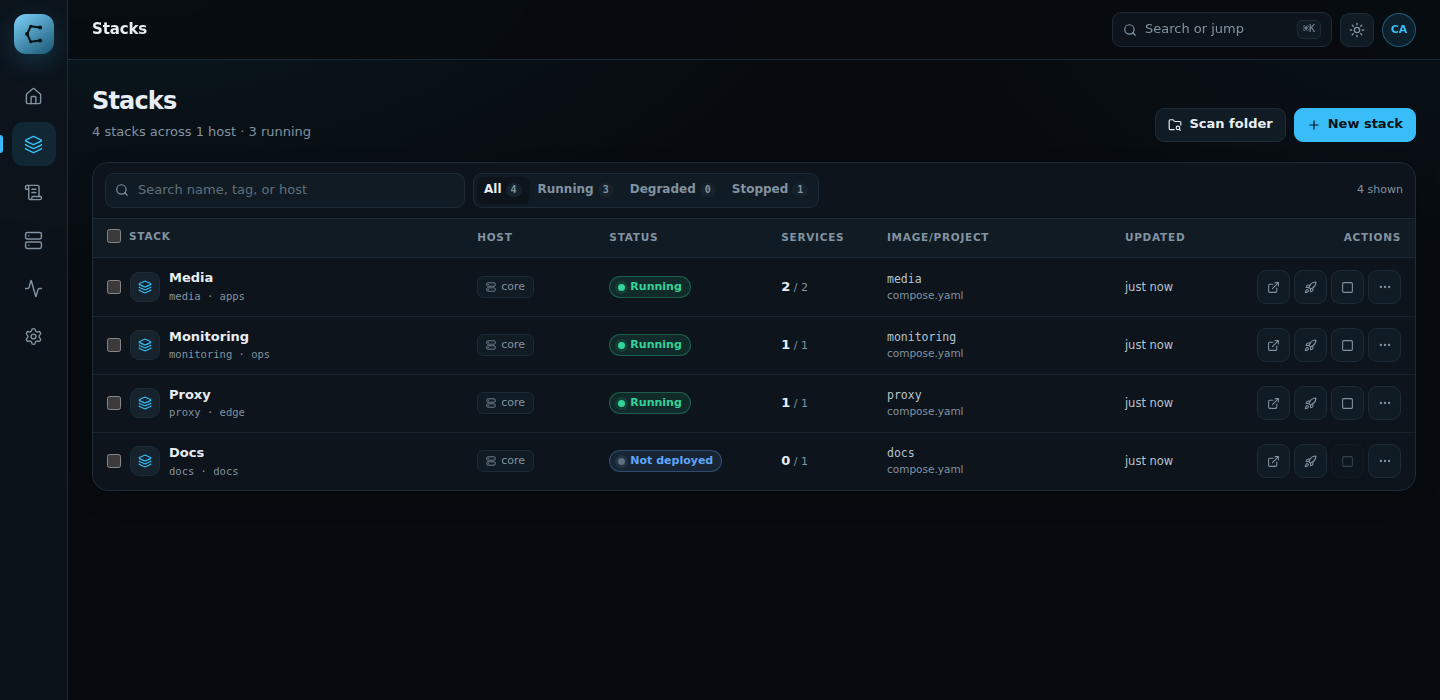 Stacks
Search or jump ⌘K
CA
Stacks
4 stacks across 1 host · 3 running
Scan folder
New stack
Search name, tag, or host
All 4 Running 3 Degraded 0 Stopped 1
4 shown
STACK HOST STATUS SERVICES IMAGE/PROJECT UPDATED ACTIONS
Media
media · apps
core
Running
2 / 2
media
compose.yaml
just now
Monitoring
monitoring · ops
core
Running
1 / 1
monitoring
compose.yaml
just now
Proxy
proxy · edge
core
Running
1 / 1
proxy
compose.yaml
just now
Docs
docs · docs
core
Not deployed
0 / 1
docs
compose.yaml
just now